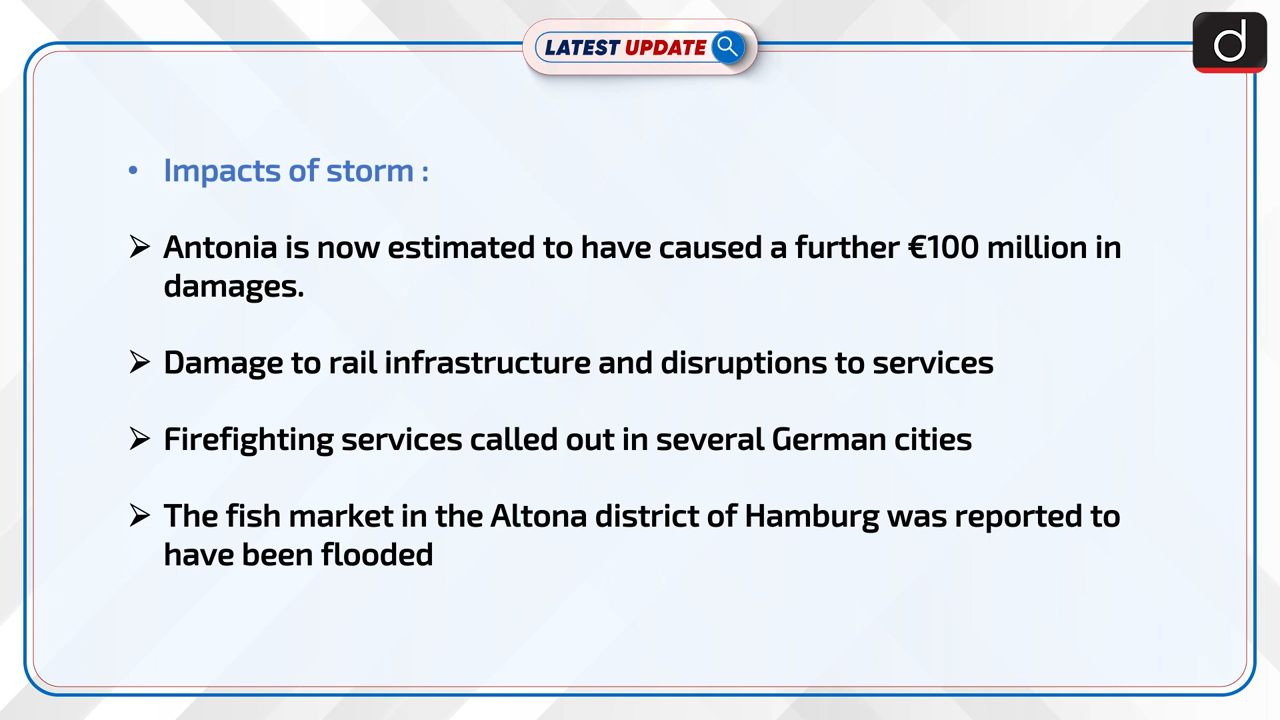 LATEST UPDATE
d
• Impacts of storm :
➢ Antonia is now estimated to have caused a further €100 million in
damages.
➢ Damage to rail infrastructure and disruptions to services
➢ Firefighting services called out in several German cities
➢ The fish market in the Altona district of Hamburg was reported to
have been flooded